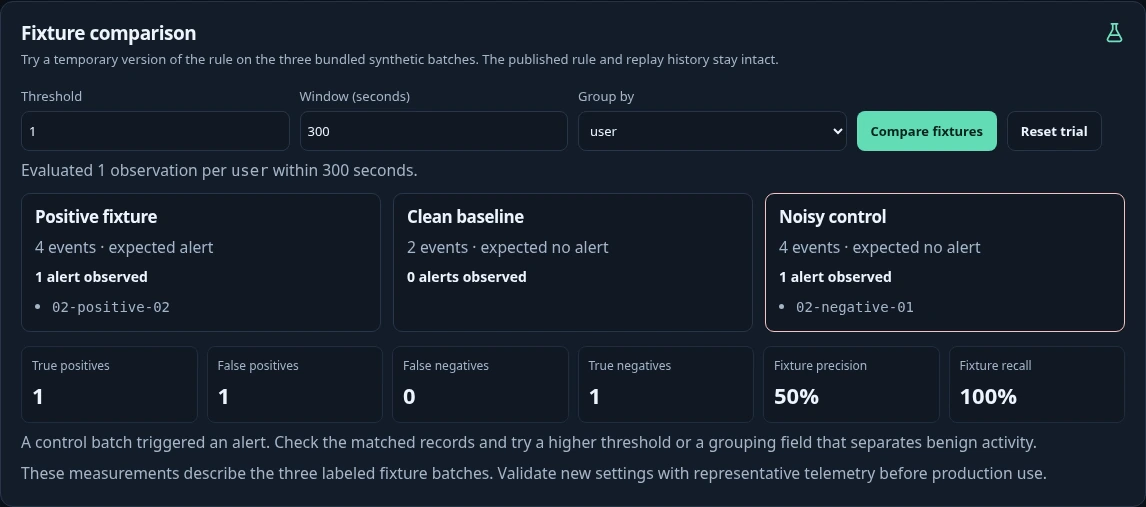 Fixture comparison
Try a temporary version of the rule on the three bundled synthetic batches. The published rule and replay history stay intact.
Threshold
Window (seconds)
Group by
1
300
user
Compare fixtures
Reset trial
Evaluated 1 observation per user within 300 seconds.
Positive fixture
4 events · expected alert
1 alert observed
• 02-positive-02
Clean baseline
2 events · expected no alert
0 alerts observed
Noisy control
4 events · expected no alert
1 alert observed
• 02-negative-01
True positives
1
False positives
1
False negatives
0
True negatives
1
Fixture precision
50%
Fixture recall
100%
A control batch triggered an alert. Check the matched records and try a higher threshold or a grouping field that separates benign activity.
These measurements describe the three labeled fixture batches. Validate new settings with representative telemetry before production use.